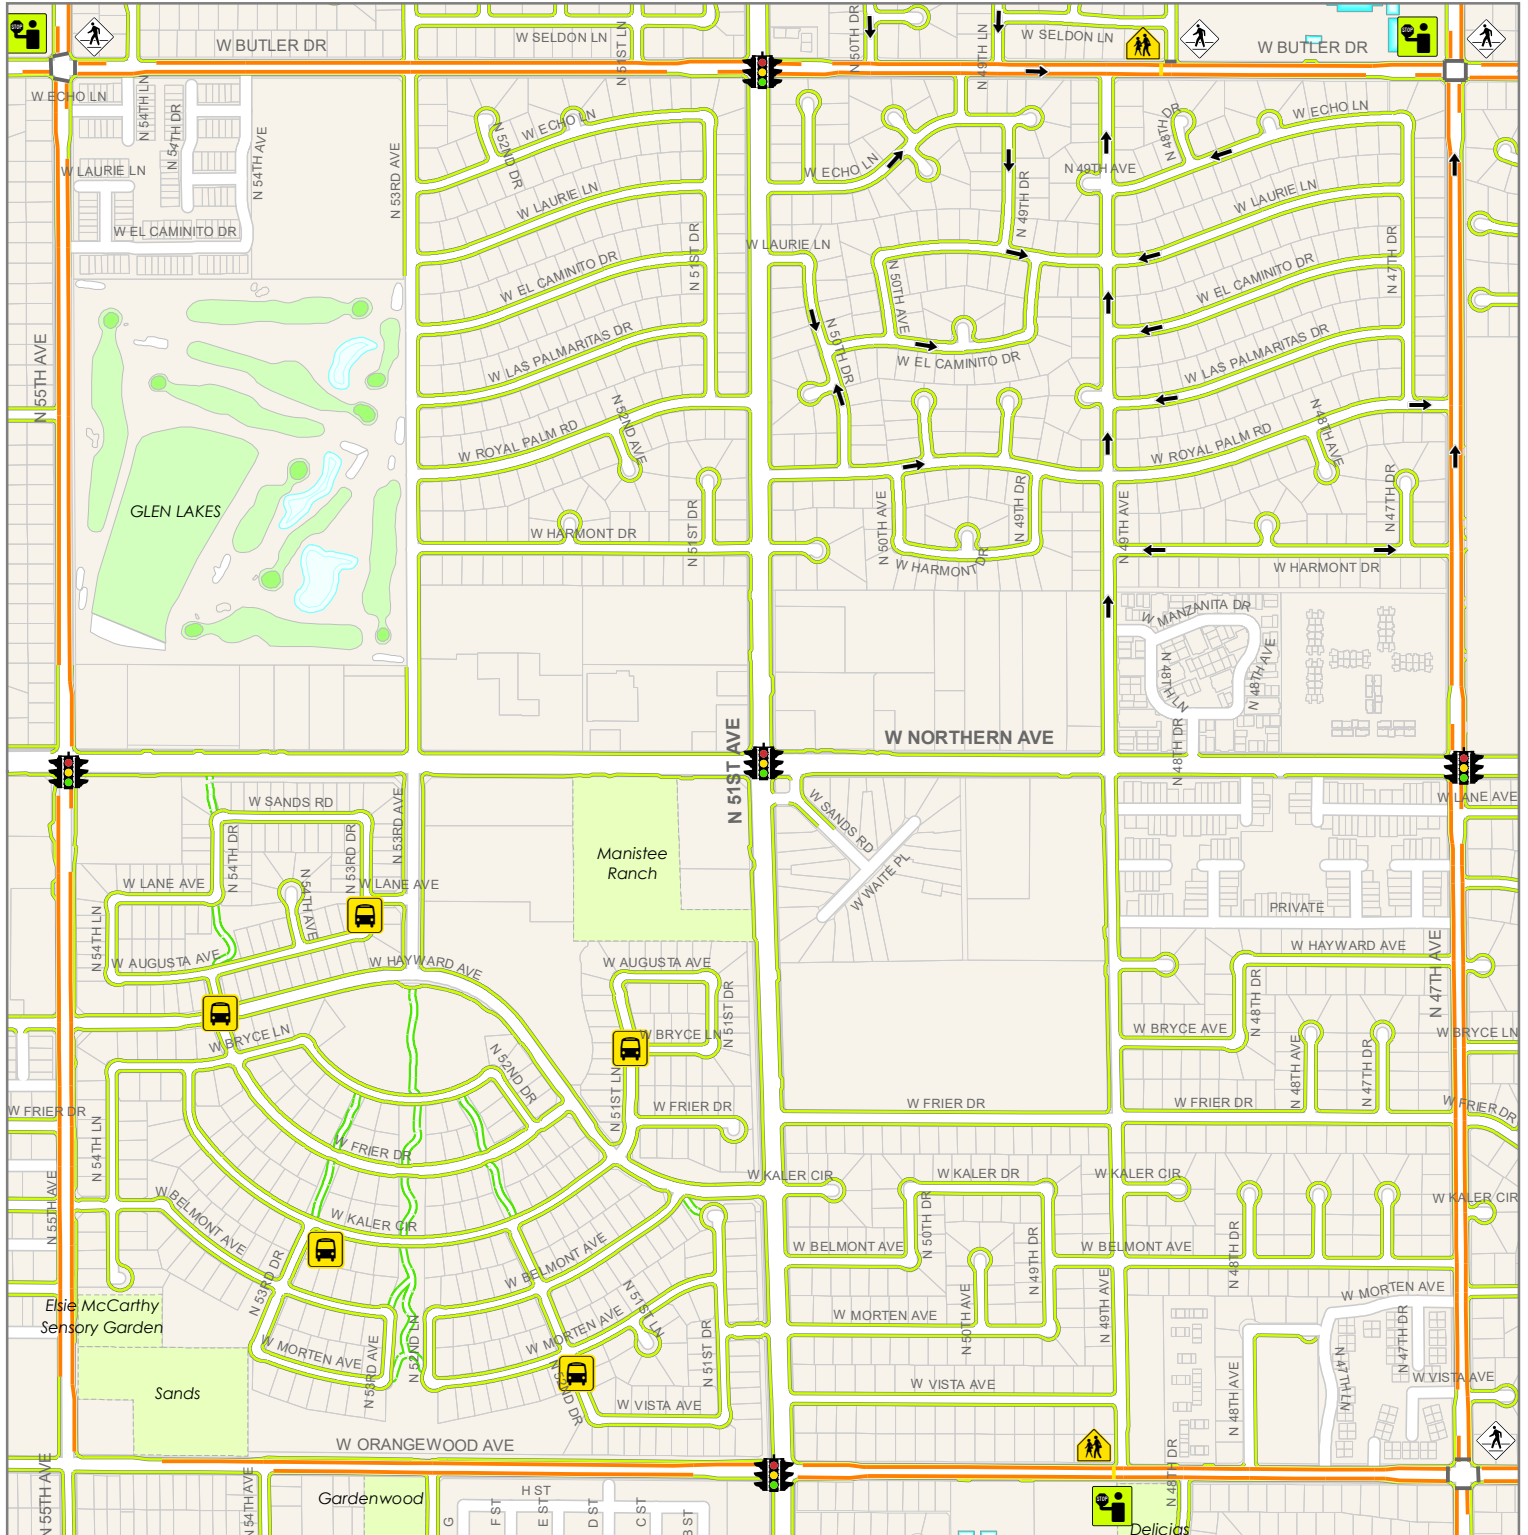 W BUTLER DR
W SELDON LN
N 51ST LN
N 50TH DR
N 49TH LN
W SELDON LN
W BUTLER DR
STOP
STOP
W ECHO LN
N 54TH LN
N 54TH DR
N 54TH AVE
W LAURIE LN
W EL CAMINITO DR
N 53RD AVE
N 52ND DR
W ECHO LN
W LAURIE LN
W EL CAMINITO DR
N 51ST DR
W LAS PALMARITAS DR
W ROYAL PALM RD
N 52ND AVE
W HARMONT DR
N 51ST DR
W ECHO LN
N 49TH DR
N 49TH AVE
N 48TH DR
W ECHO LN
W LAURIE LN
W LAURIE LN
N 50TH AVE
N 50TH DR
W EL CAMINITO DR
W EL CAMINITO DR
N 47TH DR
W LAS PALMARITAS DR
W ROYAL PALM RD
N 48TH AVE
N 47TH DR
N 50TH AVE
N 49TH DR
W HARMONT DR
N 49TH AVE
W HARMONT DR
N 55TH AVE
GLEN LAKES
W MANZANITA DR
N 48TH LN
N 48TH AVE
N 48TH DR
N 51ST AVE
W NORTHERN AVE
W SANDS RD
N 54TH DR
N 53RD DR
N 53RD AVE
W LANE AVE
W LANE AVE
N 54TH AVE
N 54TH LN
W AUGUSTA AVE
W HAYWARD AVE
Manistee
Ranch
W SANDS RD
W WAITE PL
W LANE AVE
PRIVATE
W HAYWARD AVE
N 47TH AVE
N 48TH DR
W BRYCE AVE
W BRYCE LN
N 48TH AVE
N 47TH DR
W AUGUSTA AVE
N 51ST DR
W BRYCE LN
N 51ST LN
W FRIER DR
W BRYCE LN
N 52ND DR
W FRIER DR
N 54TH LN
W FRIER DR
W FRIER DR
W FRIER DR
W FRIER DR
W KALER CIR
W KALER DR
W KALER CIR
W KALER CIR
N 55TH AVE
W BELMONT AVE
W KALER CIR
N 53RD DR
W BELMONT AVE
W BELMONT AVE
N 50TH DR
N 49TH DR
W BELMONT AVE
N 48TH DR
W MORTEN AVE
Elsie McCarthy
Sensory Garden
Sands
W MORTEN AVE
N 53RD AVE
N 52ND LN
W MORTEN AVE
N 51ST LN
N 51ST DR
N 52ND DR
W VISTA AVE
W MORTEN AVE
N 50TH AVE
N 49TH AVE
W VISTA AVE
N 48TH AVE
N 47TH LN
N 47TH DR
W VISTA AVE
W ORANGEWOOD AVE
N 55TH AVE
N 54TH AVE
Gardenwood
H ST
G
F ST
E ST
D ST
C ST
B ST
N 48TH DR
STOP
Delicias